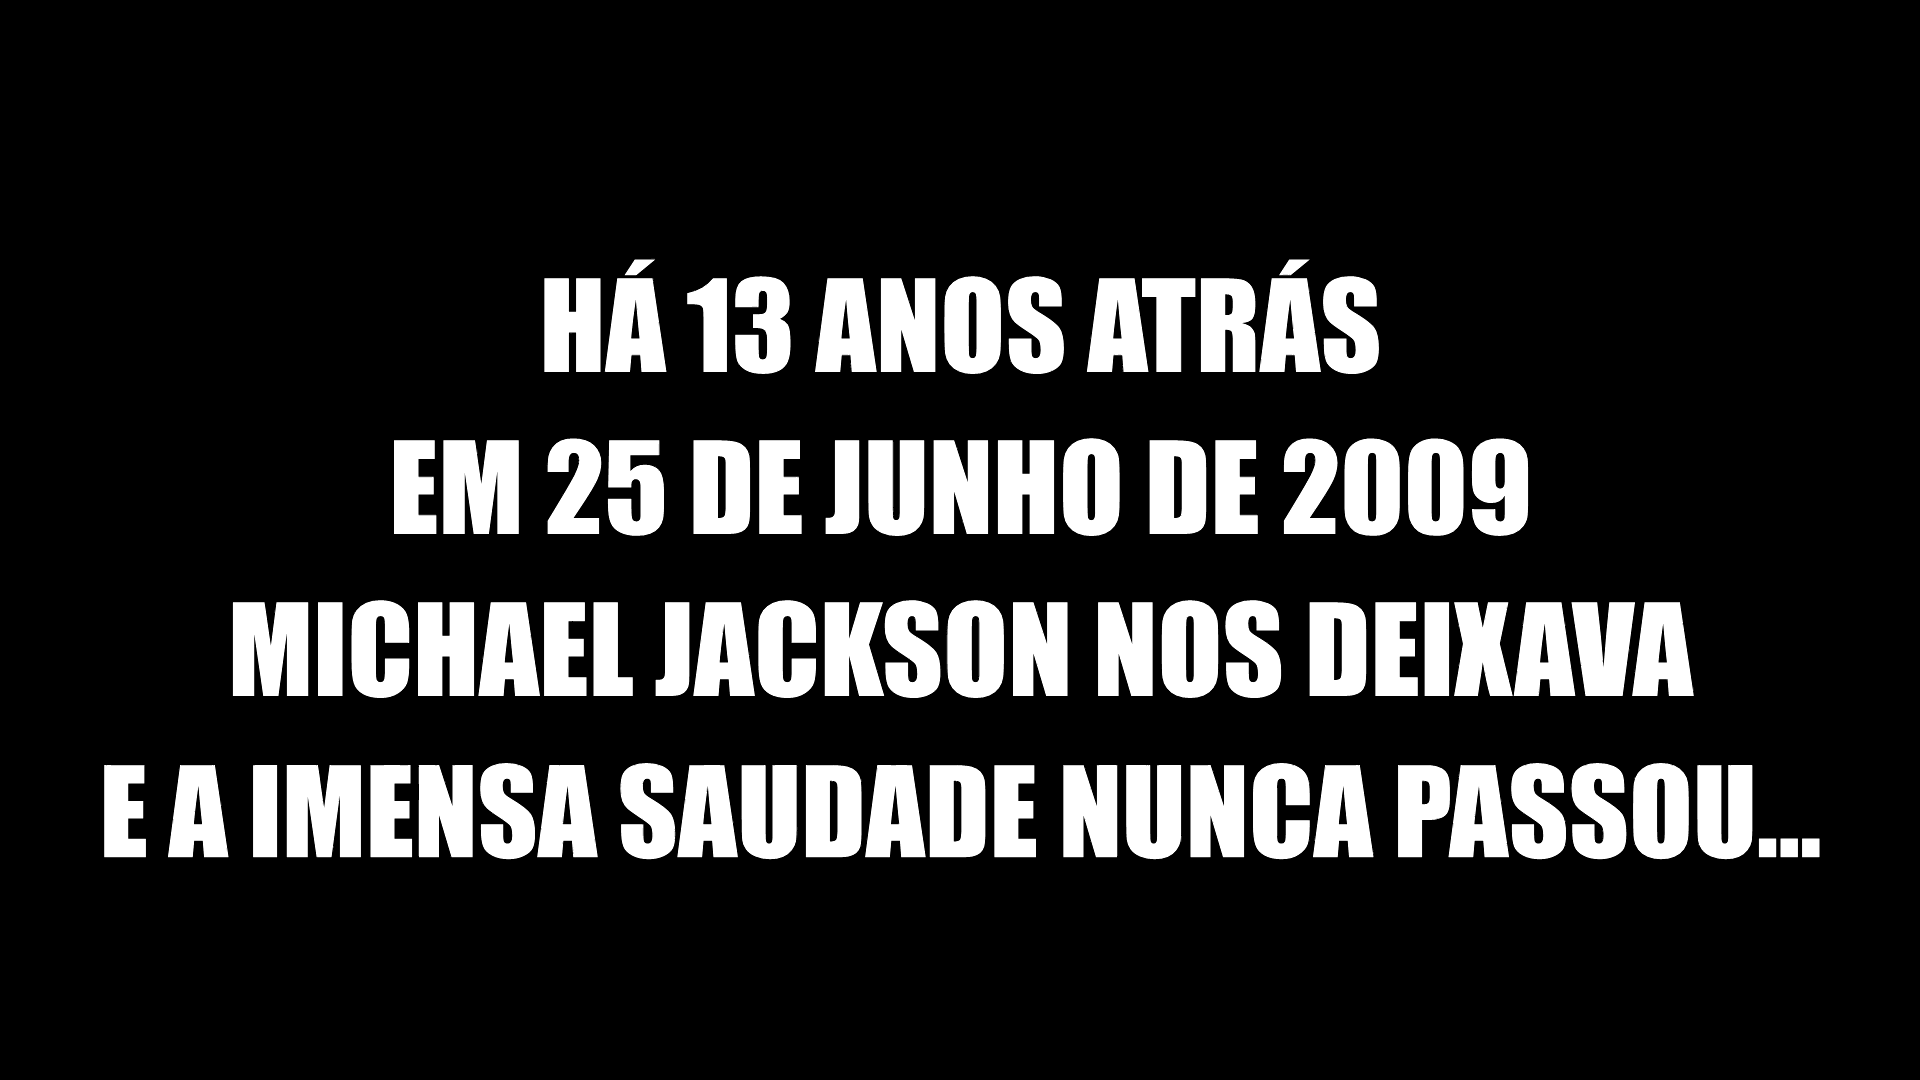 HÁ 13 ANOS ATRÁS
EM 25 DE JUNHO DE 2009
MICHAEL JACKSON NOS DEIXAVA
E A IMENSA SAUDADE NUNCA PASSOU...